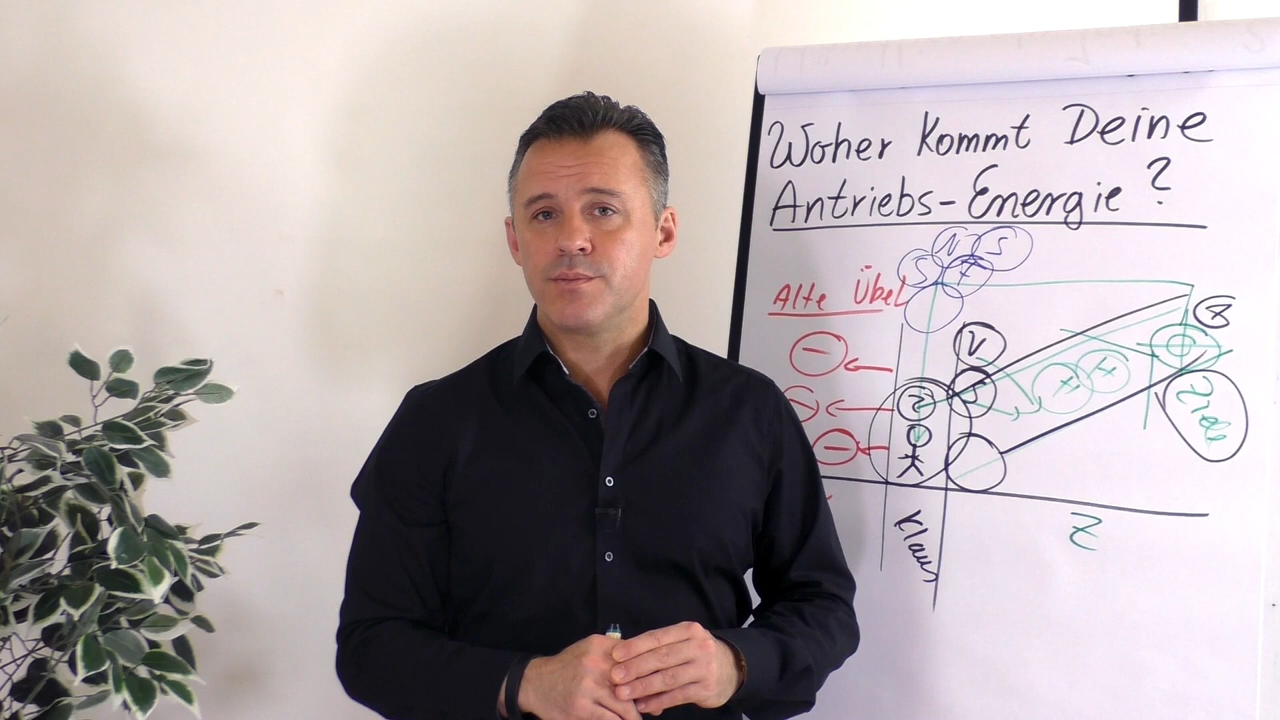 Woher Kommt Deine
Antriebs-Energie?
Alte Übel
N S
S
N
Z
Ziele
Klaus
Z